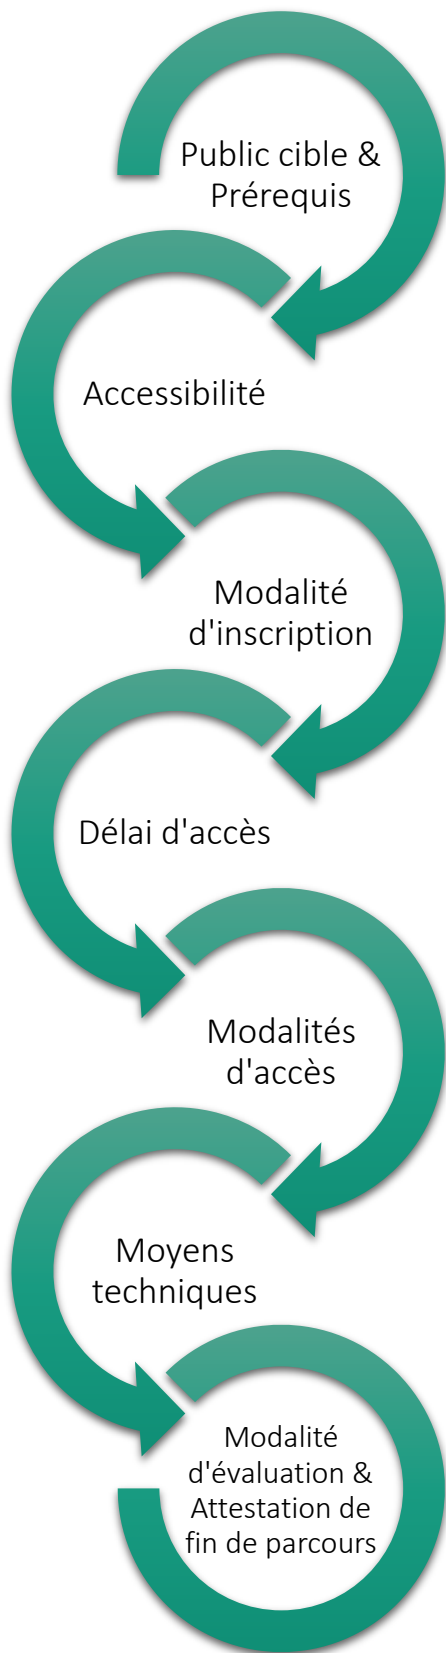 Public cible &
Prérequis
Accessibilité
Modalité
d'inscription
Délai d'accès
Modalités
d'accès
Moyens
techniques
Modalité
d'évaluation &
Attestation de
fin de parcours